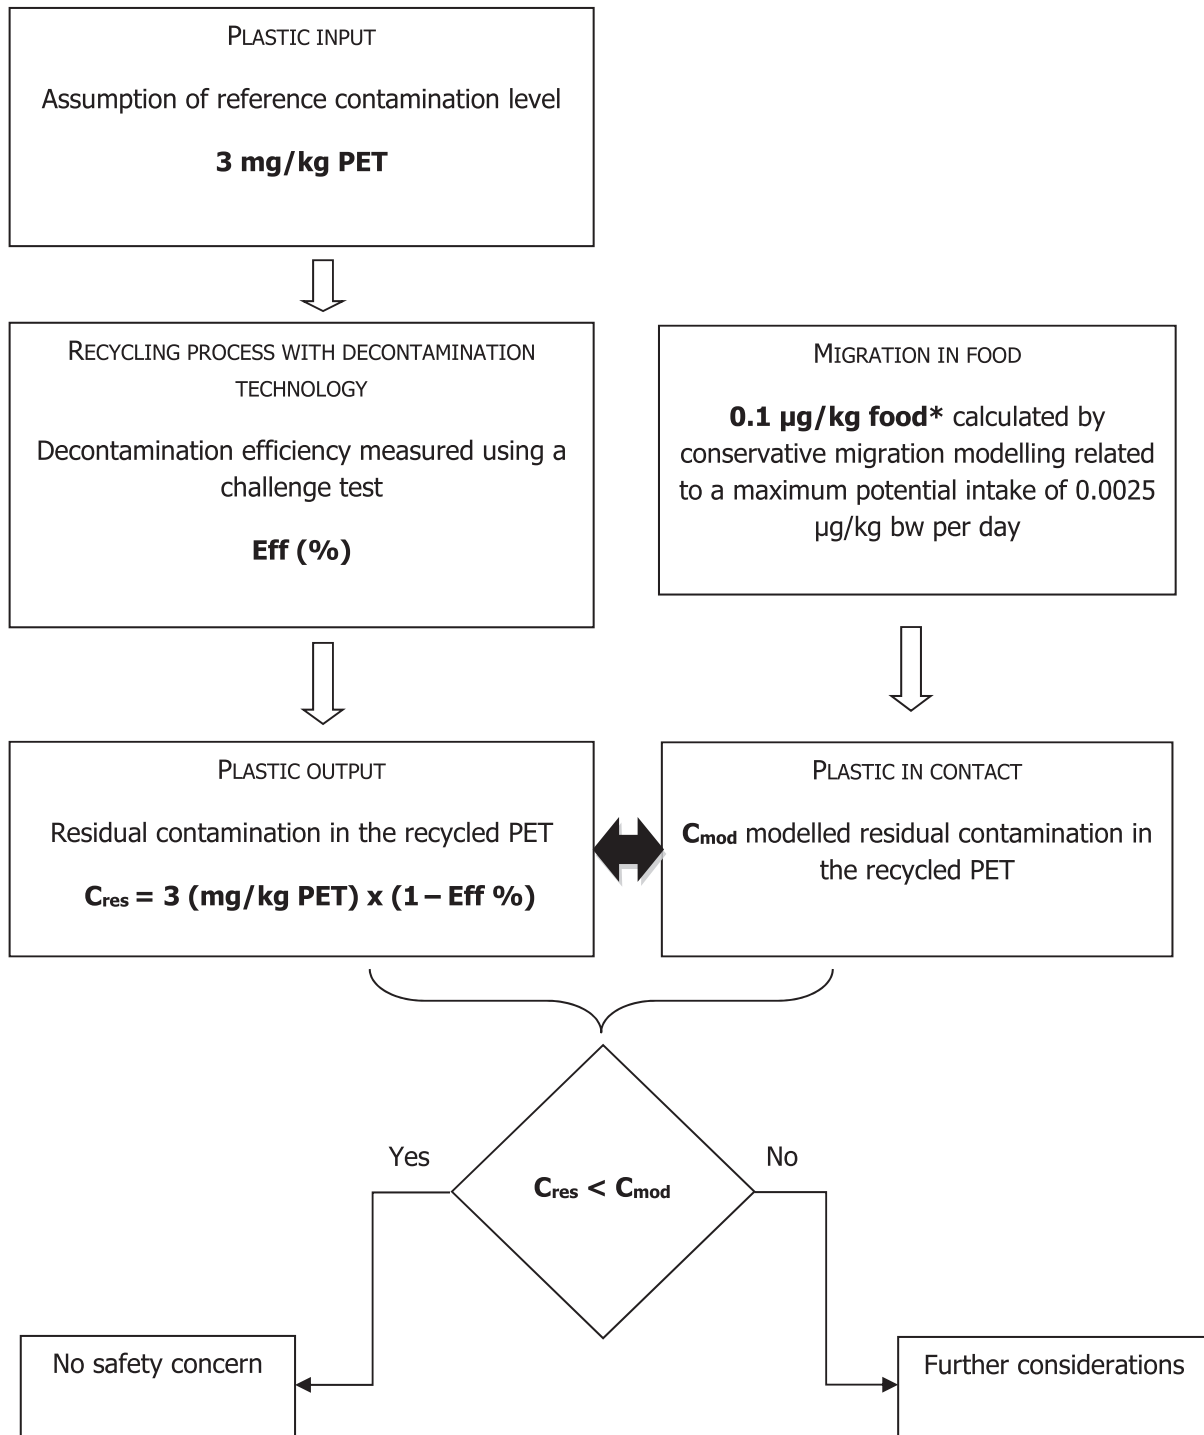 PLASTIC INPUT
Assumption of reference contamination level
3 mg/kg PET
RECYCLING PROCESS WITH DECONTAMINATION
TECHNOLOGY
Decontamination efficiency measured using a
challenge test
Eff (%)
MIGRATION IN FOOD
0.1 µg/kg food* calculated by
conservative migration modelling related
to a maximum potential intake of 0.0025
µg/kg bw per day
PLASTIC OUTPUT
Residual contamination in the recycled PET
Cres = 3 (mg/kg PET) x (1 – Eff %)
PLASTIC IN CONTACT
Cmod modelled residual contamination in
the recycled PET
Yes
No
Cres < Cmod
No safety concern
Further considerations